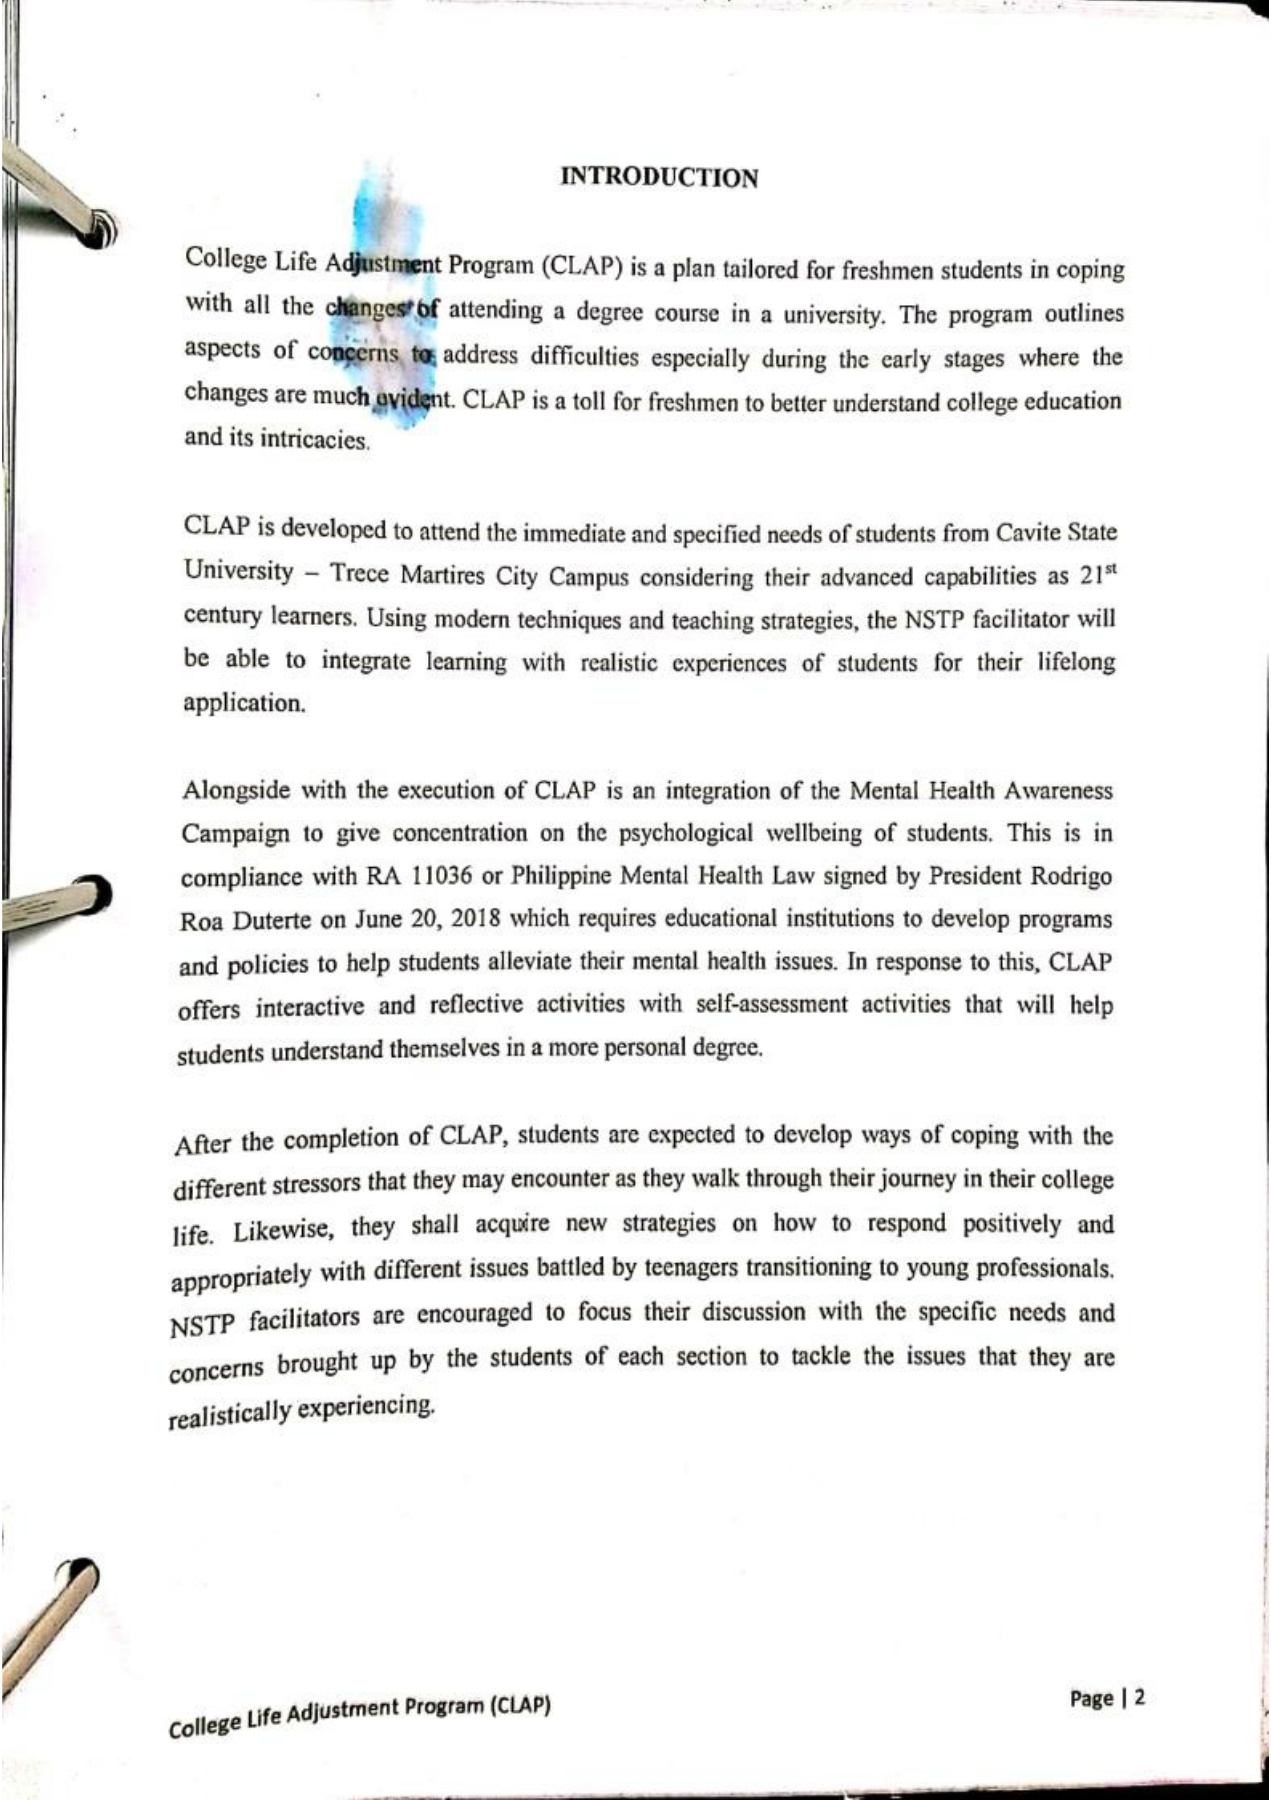 INTRODUCTION
College Life Adjustment Program (CLAP) is a plan tailored for freshmen students in coping
with all the changes of attending a degree course in a university. The program outlines
aspects of concerns to address difficulties especially during the early stages where the
changes are much evident. CLAP is a toll for freshmen to better understand college education
and its intricacies.
CLAP is developed to attend the immediate and specified needs of students from Cavite State
University – Trece Martires City Campus considering their advanced capabilities as 21st
century learners. Using modern techniques and teaching strategies, the NSTP facilitator will
be able to integrate learning with realistic experiences of students for their lifelong
application.
Alongside with the execution of CLAP is an integration of the Mental Health Awareness
Campaign to give concentration on the psychological wellbeing of students. This is in
compliance with RA 11036 or Philippine Mental Health Law signed by President Rodrigo
Roa Duterte on June 20, 2018 which requires educational institutions to develop programs
and policies to help students alleviate their mental health issues. In response to this, CLAP
offers interactive and reflective activities with self-assessment activities that will help
students understand themselves in a more personal degree.
After the completion of CLAP, students are expected to develop ways of coping with the
different stressors that they may encounter as they walk through their journey in their college
life. Likewise, they shall acquire new strategies on how to respond positively and
appropriately with different issues battled by teenagers transitioning to young professionals.
NSTP facilitators are encouraged to focus their discussion with the specific needs and
concerns brought up by the students of each section to tackle the issues that they are
realistically experiencing.
College Life Adjustment Program (CLAP) Page | 2